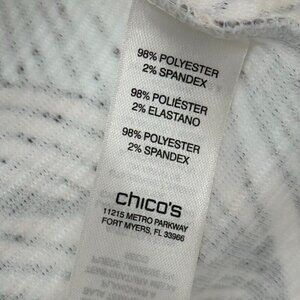 98% POLYESTER
2% SPANDEX
98% POLIÉSTER
2% ELASTANO
98% POLYESTER
2% SPANDEX
chico's
11215 METRO PARKWAY
FORT MYERS, FL 33966